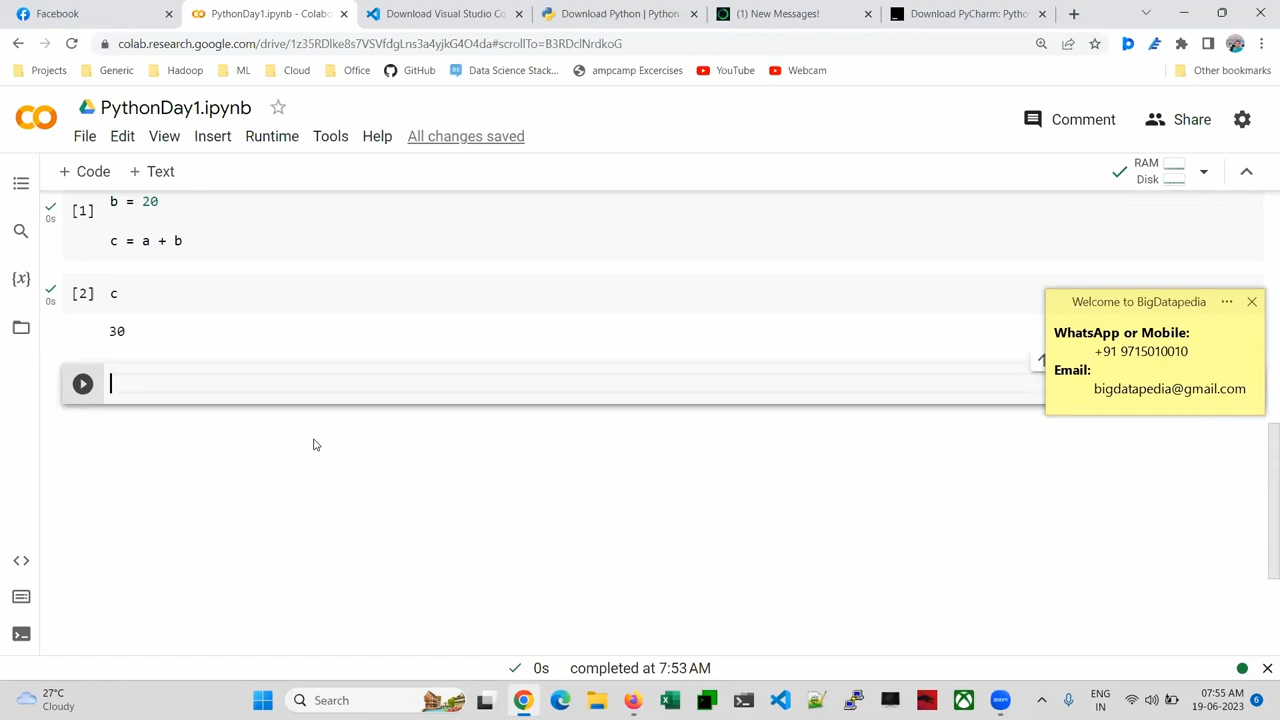 Facebook
PythonDay1.ipynb - Colabo
Download Visual Studio Co
Download Python | Python
(1) New Messages!
Download PyCharm: Pytho
colab.research.google.com/drive/1z35RDlke8s7VSVfdgLns3a4yjkG4O4da#scrollTo=B3RDclNrdkoG
Projects
Generic
Hadoop
ML
Cloud
Office
GitHub
Data Science Stack...
ampcamp Excercises
YouTube
Webcam
Other bookmarks
CO
PythonDay1.ipynb
Comment
Share
File Edit View Insert Runtime Tools Help All changes saved
+ Code + Text
RAM
Disk
b = 20
[1]
0s
c = a + b
[2] c
0s
30
{x}
Welcome to BigDatapedia
WhatsApp or Mobile:
+91 9715010010
Email:
bigdatapedia@gmail.com
0s completed at 7:53 AM
27°C
Cloudy
Search
ENG
IN
07:55 AM
19-06-2023
6